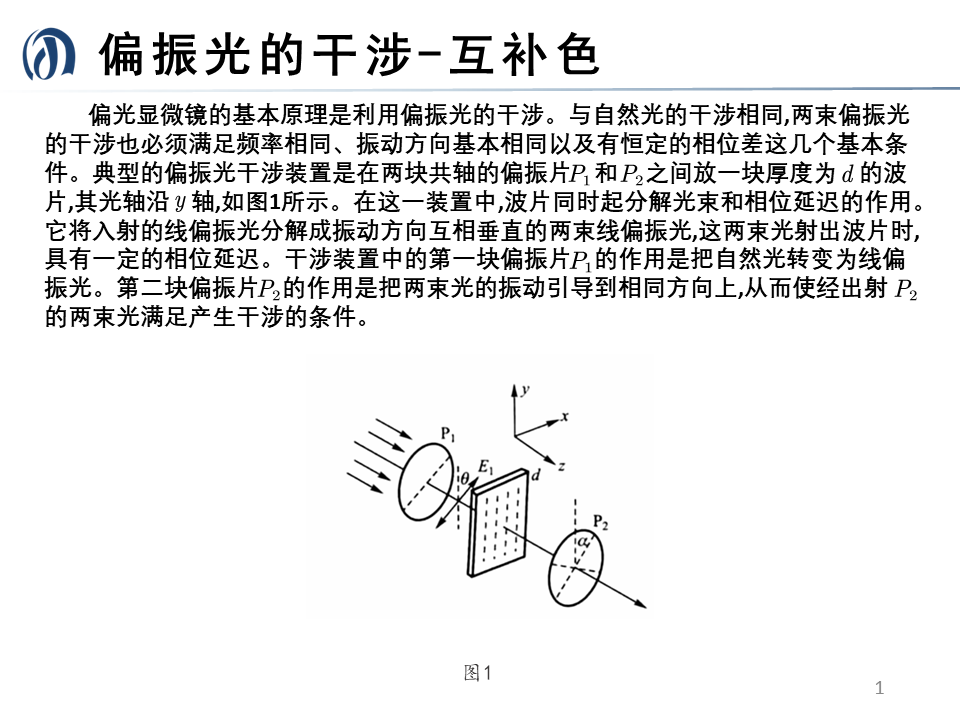 偏振光的干涉-互补色
偏光显微镜的基本原理是利用偏振光的干涉。与自然光的干涉相同,两束偏振光
的干涉也必须满足频率相同、振动方向基本相同以及有恒定的相位差这几个基本条
件。典型的偏振光干涉装置是在两块共轴的偏振片P₁和P₂之间放一块厚度为 d 的波
片,其光轴沿 y 轴,如图1所示。在这一装置中,波片同时起分解光束和相位延迟的作用。
它将入射的线偏振光分解成振动方向互相垂直的两束线偏振光,这两束光射出波片时,
具有一定的相位延迟。干涉装置中的第一块偏振片P₁的作用是把自然光转变为线偏
振光。第二块偏振片P₂的作用是把两束光的振动引导到相同方向上,从而使经出射 P₂
的两束光满足产生干涉的条件。
y
x
z
P₁
θ
E₁
d
P₂
α
图1
1